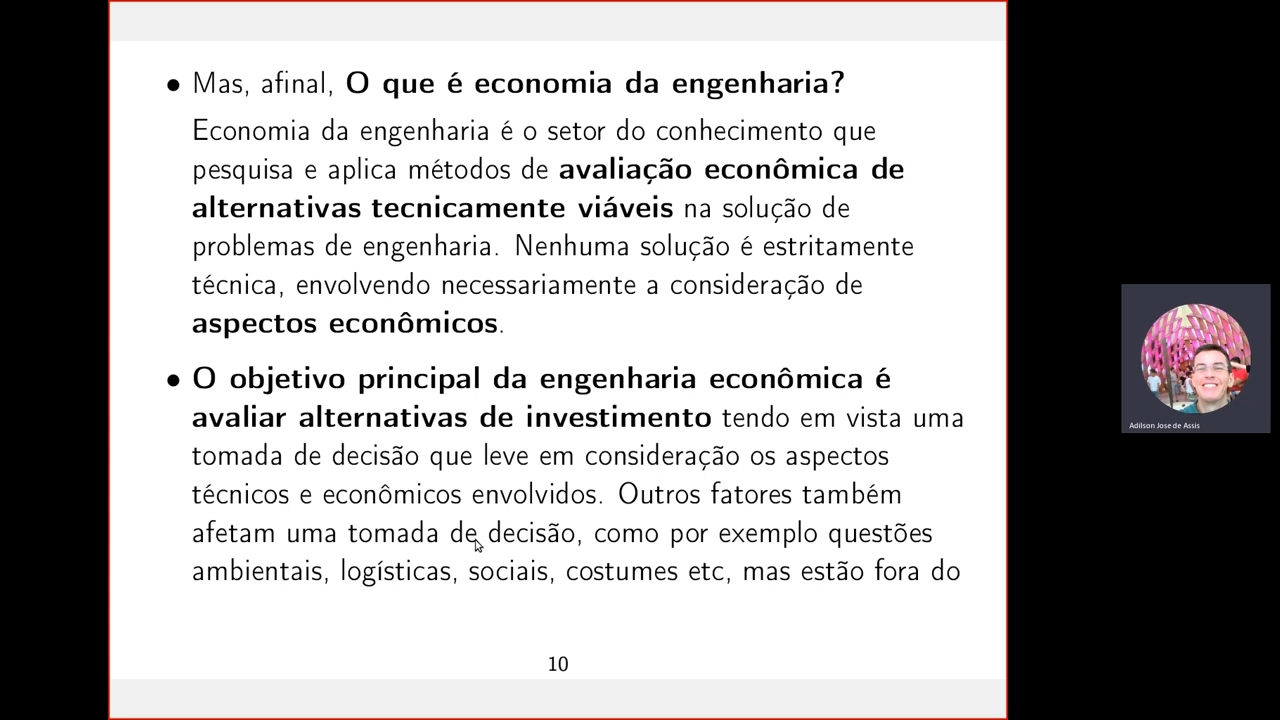 • Mas, afinal, O que é economia da engenharia?
Economia da engenharia é o setor do conhecimento que
pesquisa e aplica métodos de avaliação econômica de
alternativas tecnicamente viáveis na solução de
problemas de engenharia. Nenhuma solução é estritamente
técnica, envolvendo necessariamente a consideração de
aspectos econômicos.
• O objetivo principal da engenharia econômica é
avaliar alternativas de investimento tendo em vista uma
tomada de decisão que leve em consideração os aspectos
técnicos e econômicos envolvidos. Outros fatores também
afetam uma tomada de decisão, como por exemplo questões
ambientais, logísticas, sociais, costumes etc, mas estão fora do
10
Adilson Jose de Assis